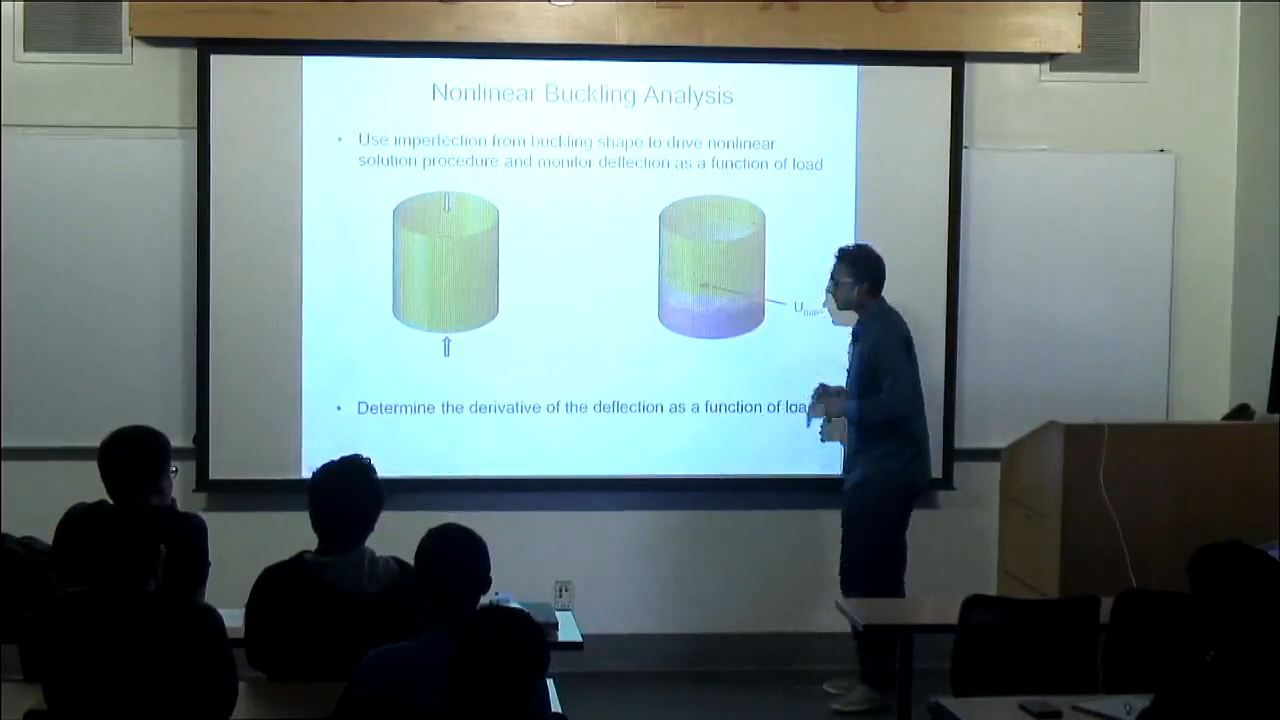 Nonlinear Buckling Analysis
• Use imperfection from buckling shape to drive nonlinear
solution procedure and monitor deflection as a function of load
U
• Determine the derivative of the deflection as a function of